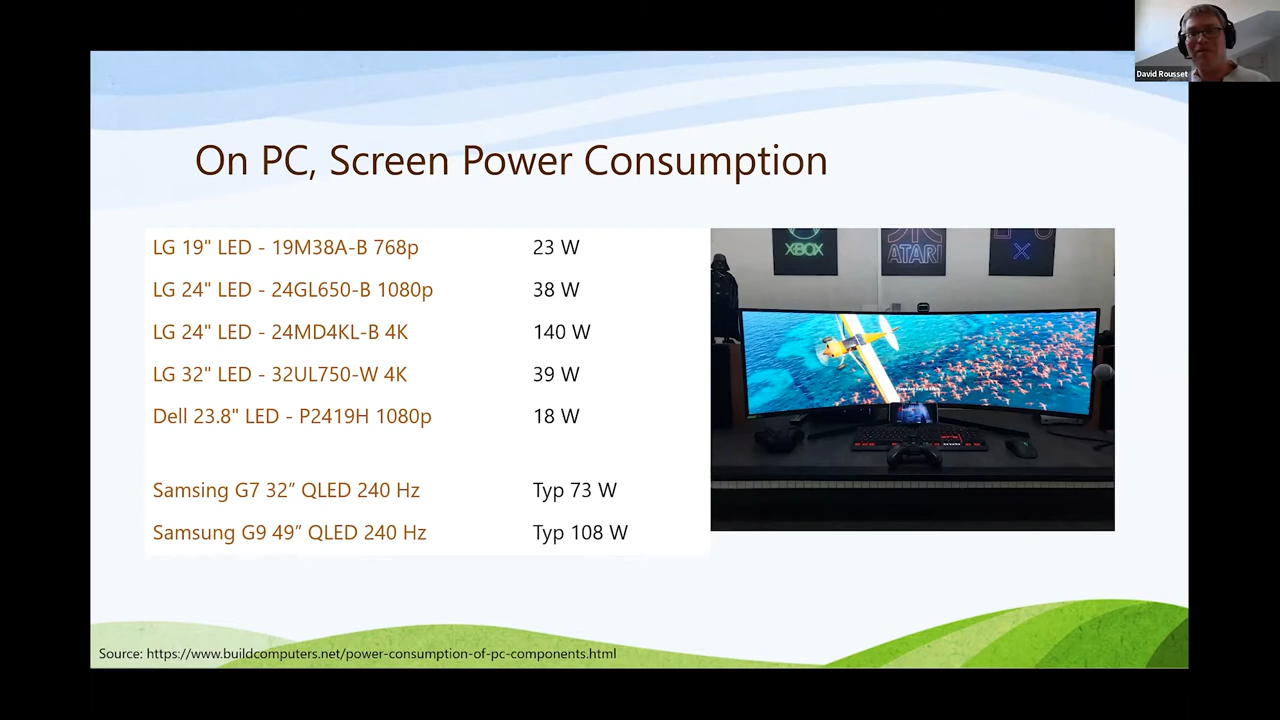 David Rousset
On PC, Screen Power Consumption
LG 19" LED - 19M38A-B 768p 23 W
LG 24" LED - 24GL650-B 1080p 38 W
LG 24" LED - 24MD4KL-B 4K 140 W
LG 32" LED - 32UL750-W 4K 39 W
Dell 23.8" LED - P2419H 1080p 18 W
Samsing G7 32” QLED 240 Hz Typ 73 W
Samsung G9 49” QLED 240 Hz Typ 108 W
XBOX
ATARI
Source: https://www.buildcomputers.net/power-consumption-of-pc-components.html